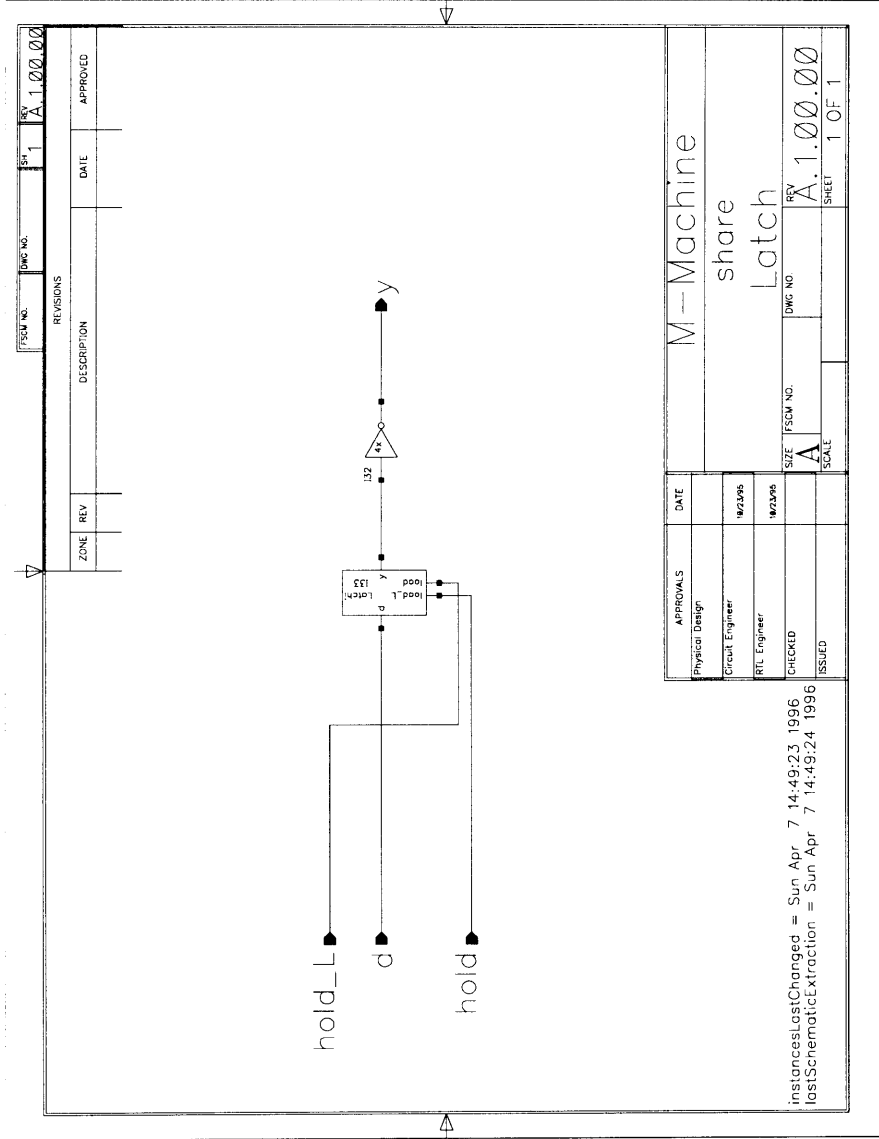 FSCM NO.
DWG NO.
SH
1
REV
A.1.00.00
REVISIONS
ZONE
REV
DESCRIPTION
DATE
APPROVED
hold_L
d
hold
Latch
I33
d
y
load_L
load
I32
4x
y
instancesLastChanged = Sun Apr 7 14:49:23 1996
lastSchematicExtraction = Sun Apr 7 14:49:24 1996
APPROVALS
DATE
Physical Design
Circuit Engineer
10/23/95
RTL Engineer
10/23/95
CHECKED
ISSUED
M-Machine
share
Latch
SIZE
A
FSCM NO.
DWG NO.
REV
A.1.00.00
SCALE
SHEET
1 OF 1